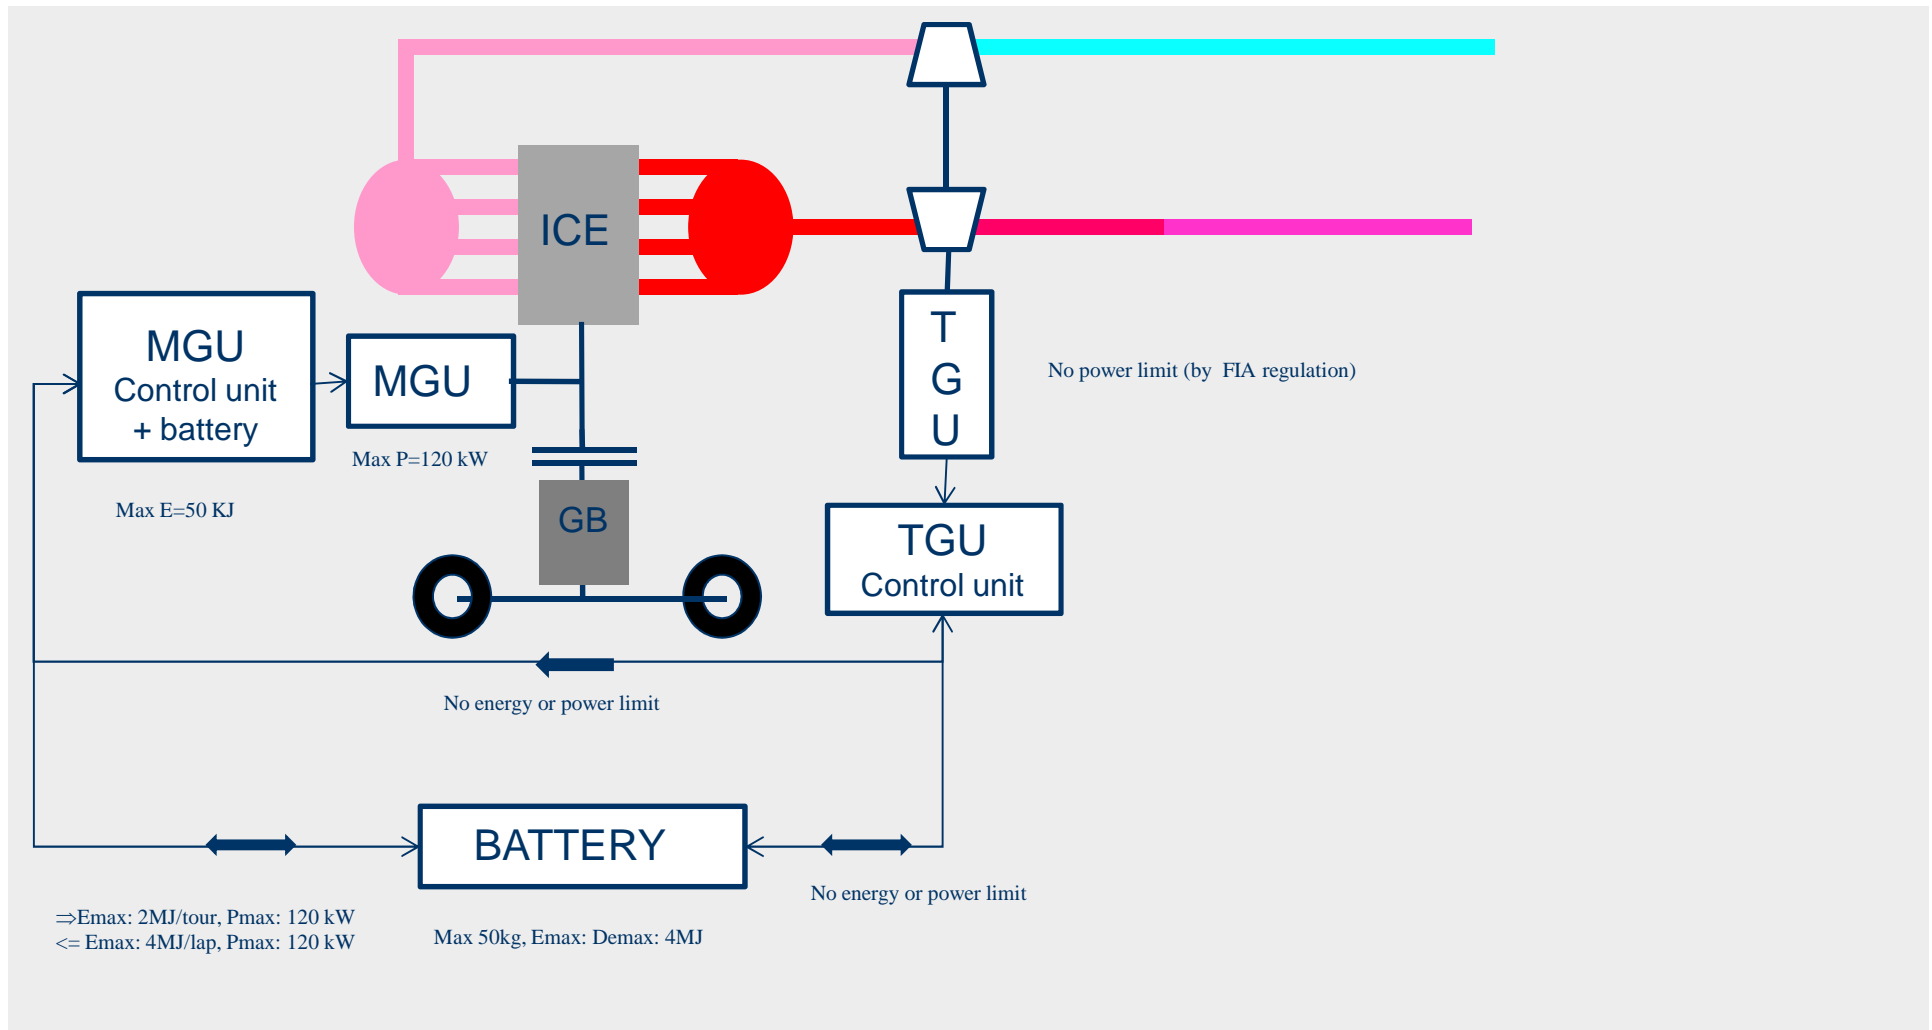 ICE
MGU
Control unit
+ battery
MGU
T
G
U
No power limit (by  FIA regulation)
Max P=120 kW
Max E=50 KJ
GB
TGU
Control unit
No energy or power limit
BATTERY
No energy or power limit
⇒Emax: 2MJ/tour, Pmax: 120 kW
<= Emax: 4MJ/lap, Pmax: 120 kW
Max 50kg, Emax: Demax: 4MJ